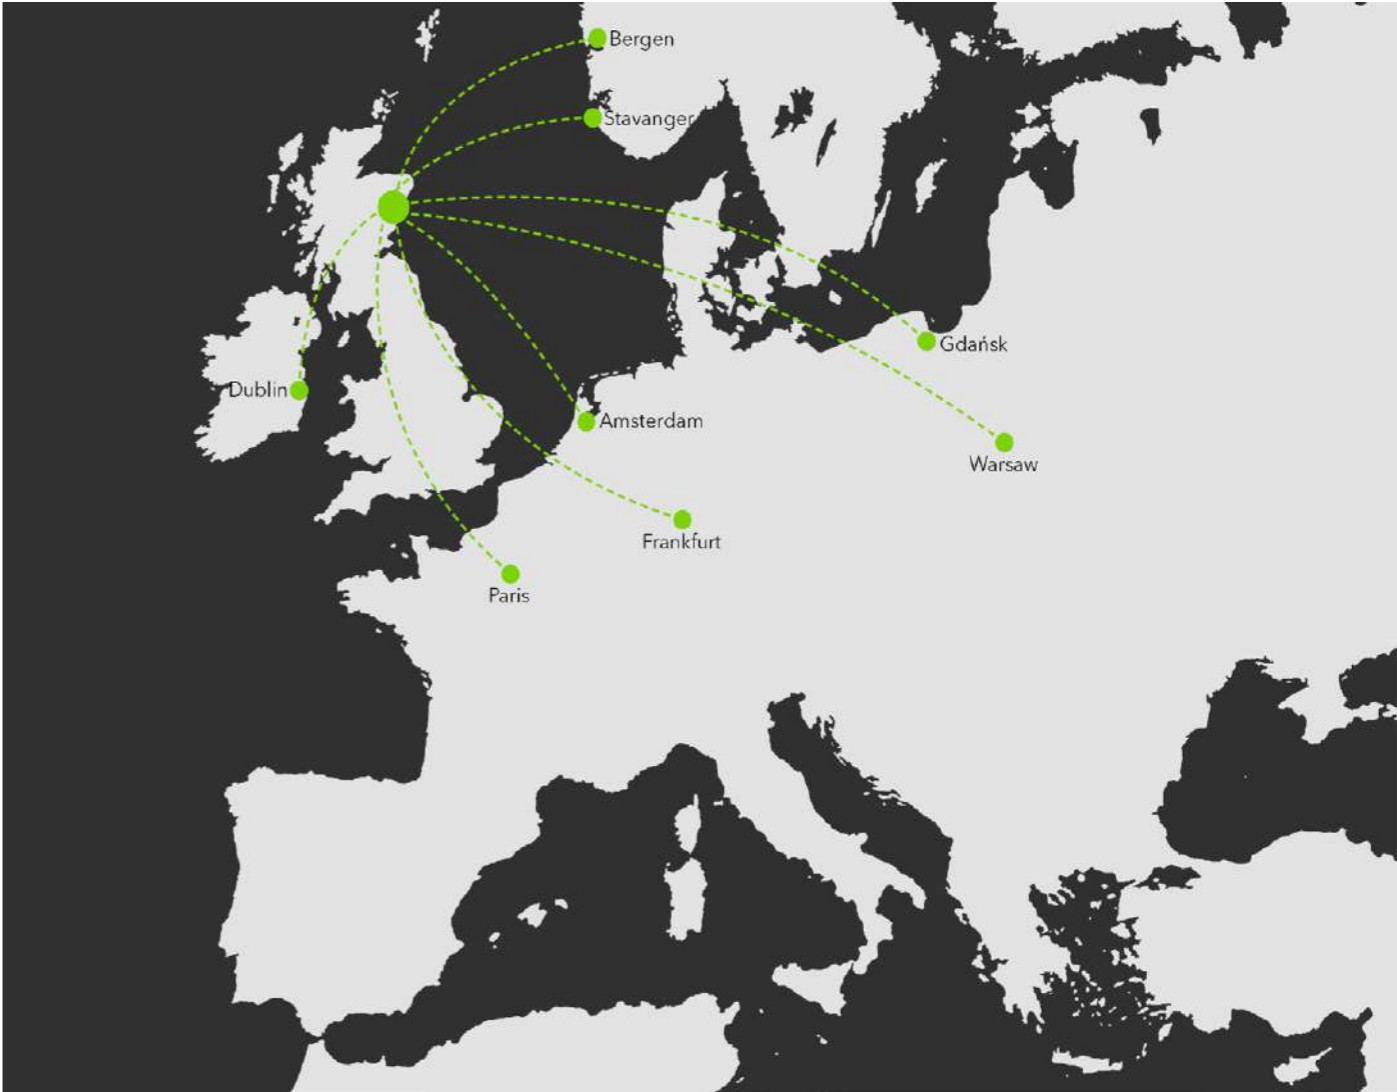 Bergen
Stavanger
Gdańsk
Dublin
Amsterdam
Warsaw
Frankfurt
Paris